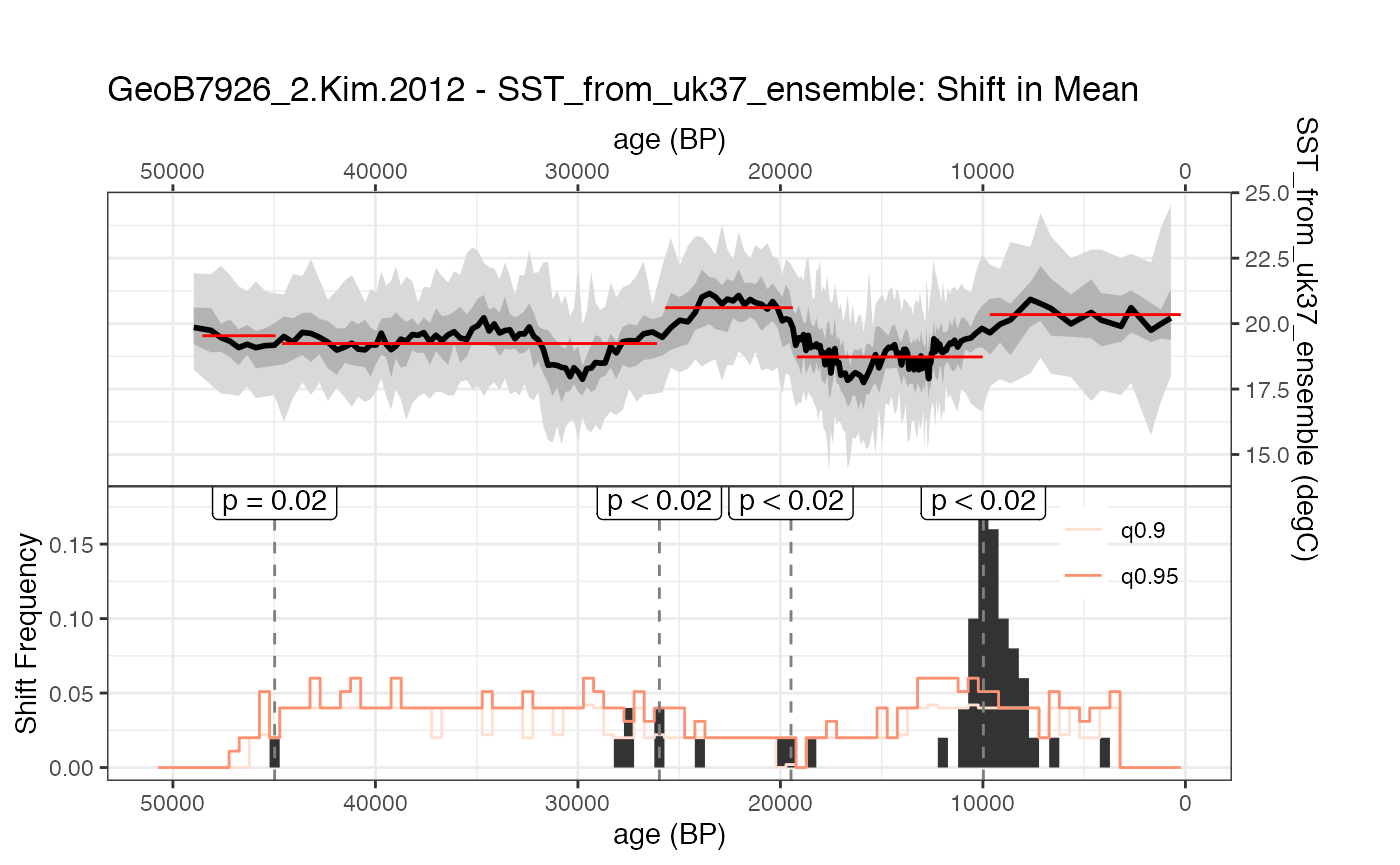 GeoB7926_2.Kim.2012 - SST_from_uk37_ensemble: Shift in Mean
age (BP)
50000 40000 30000 20000 10000 0
25.0
22.5
20.0
17.5
15.0
SST_from_uk37_ensemble (degC)
p = 0.02 p < 0.02 p < 0.02 p < 0.02
q0.9
q0.95
Shift Frequency
0.15
0.10
0.05
0.00
50000 40000 30000 20000 10000 0
age (BP)